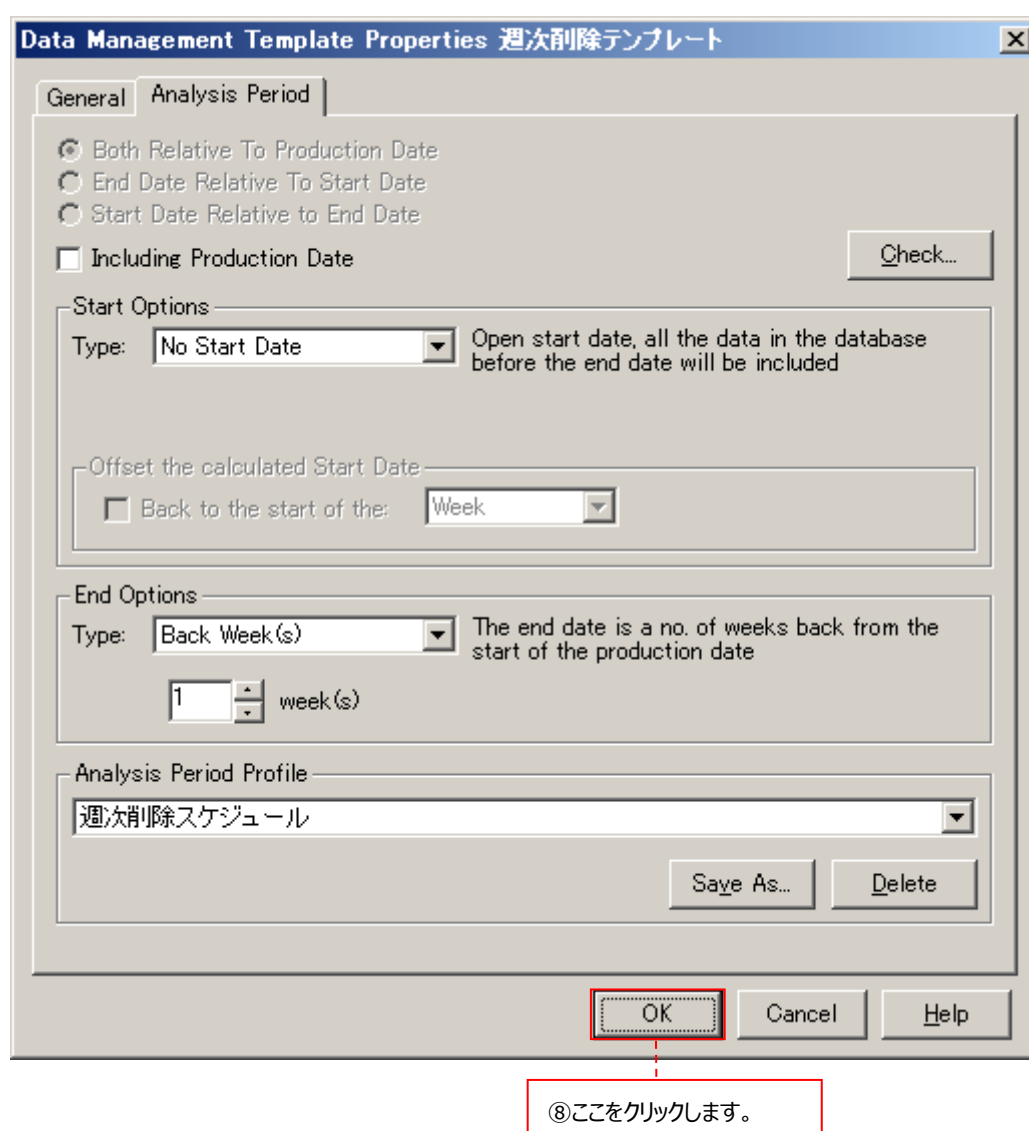 Data Management Template Properties 週次削除テンプレート
General Analysis Period
Both Relative To Production Date
End Date Relative To Start Date
Start Date Relative to End Date
Including Production Date
Check...
Start Options
Type: No Start Date
Open start date, all the data in the database
before the end date will be included
Offset the calculated Start Date
Back to the start of the: Week
End Options
Type: Back Week(s)
The end date is a no. of weeks back from the
start of the production date
1 week(s)
Analysis Period Profile
週次削除スケジュール
Save As... Delete
OK Cancel Help
⑧ここをクリックします。